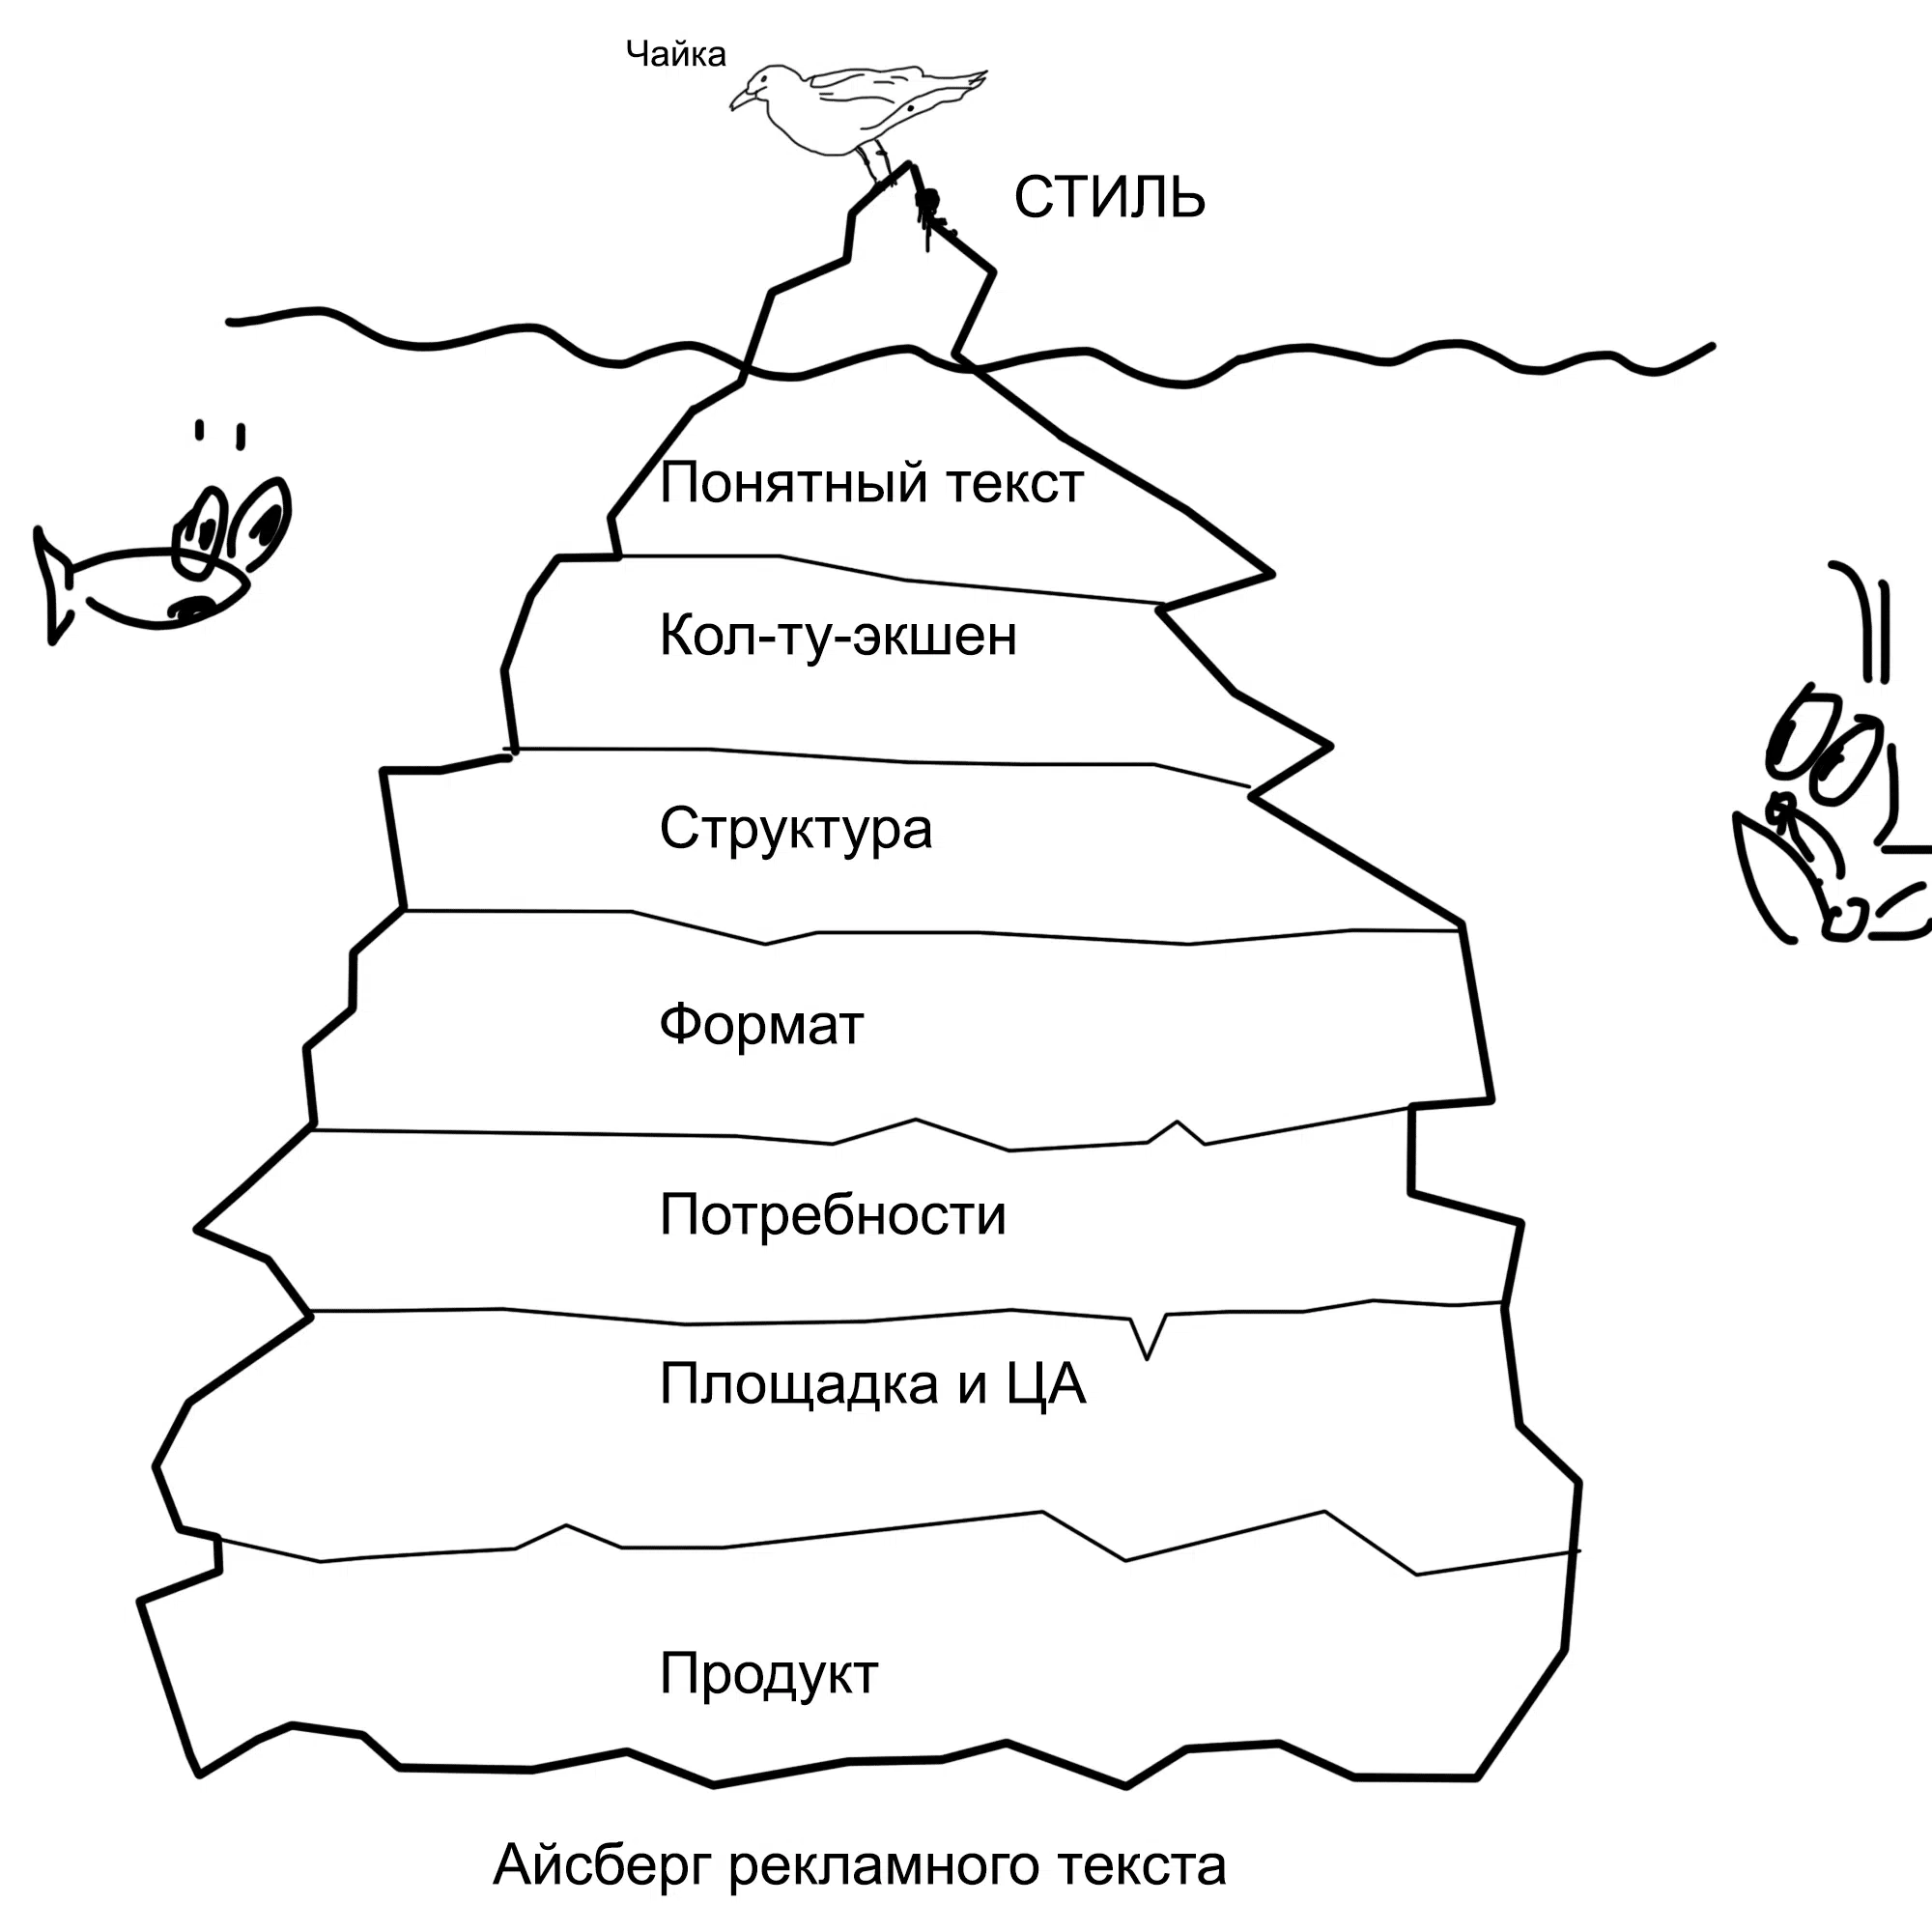 Чайка
СТИЛЬ
Понятный текст
Кол-ту-экшен
Структура
Формат
Потребности
Площадка и ЦА
Продукт
Айсберг рекламного текста